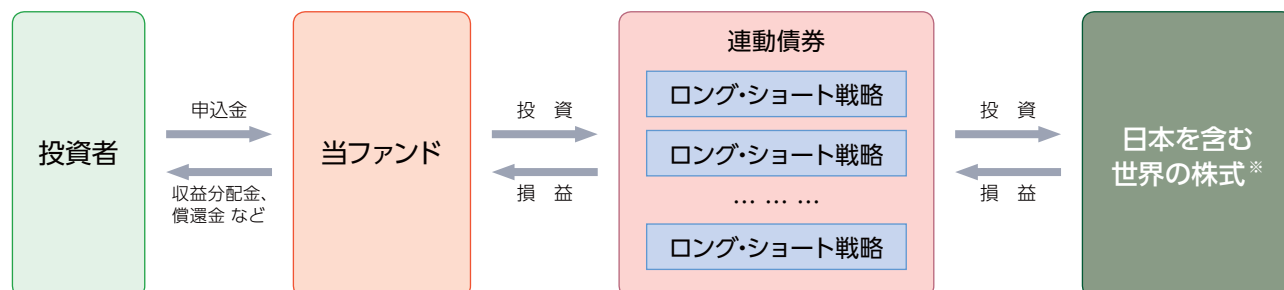 投資者
申込金
収益分配金、
償還金 など
当ファンド
投 資
損 益
連動債券
ロング・ショート戦略
ロング・ショート戦略
… … …
ロング・ショート戦略
投 資
損 益
日本を含む
世界の株式※